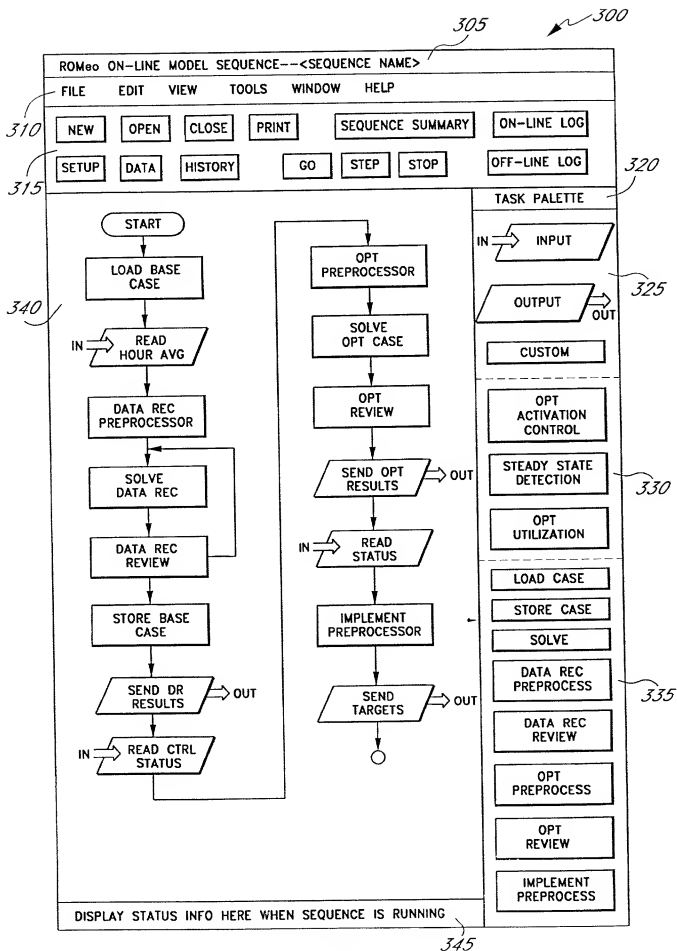 300
305
ROMeo ON-LINE MODEL SEQUENCE--<SEQUENCE NAME>
310
FILE EDIT VIEW TOOLS WINDOW HELP
315
NEW OPEN CLOSE PRINT SEQUENCE SUMMARY ON-LINE LOG
SETUP DATA HISTORY GO STEP STOP OFF-LINE LOG
340
START
LOAD BASE
CASE
IN
READ
HOUR AVG
DATA REC
PREPROCESSOR
SOLVE
DATA REC
DATA REC
REVIEW
STORE BASE
CASE
SEND DR
RESULTS
OUT
IN
READ CTRL
STATUS
OPT
PREPROCESSOR
SOLVE
OPT CASE
OPT
REVIEW
SEND OPT
RESULTS
OUT
IN
READ
STATUS
IMPLEMENT
PREPROCESSOR
SEND
TARGETS
OUT
320
TASK PALETTE
325
IN
INPUT
OUTPUT
OUT
CUSTOM
330
OPT
ACTIVATION
CONTROL
STEADY STATE
DETECTION
OPT
UTILIZATION
335
LOAD CASE
STORE CASE
SOLVE
DATA REC
PREPROCESS
DATA REC
REVIEW
OPT
PREPROCESS
OPT
REVIEW
IMPLEMENT
PREPROCESS
DISPLAY STATUS INFO HERE WHEN SEQUENCE IS RUNNING
345